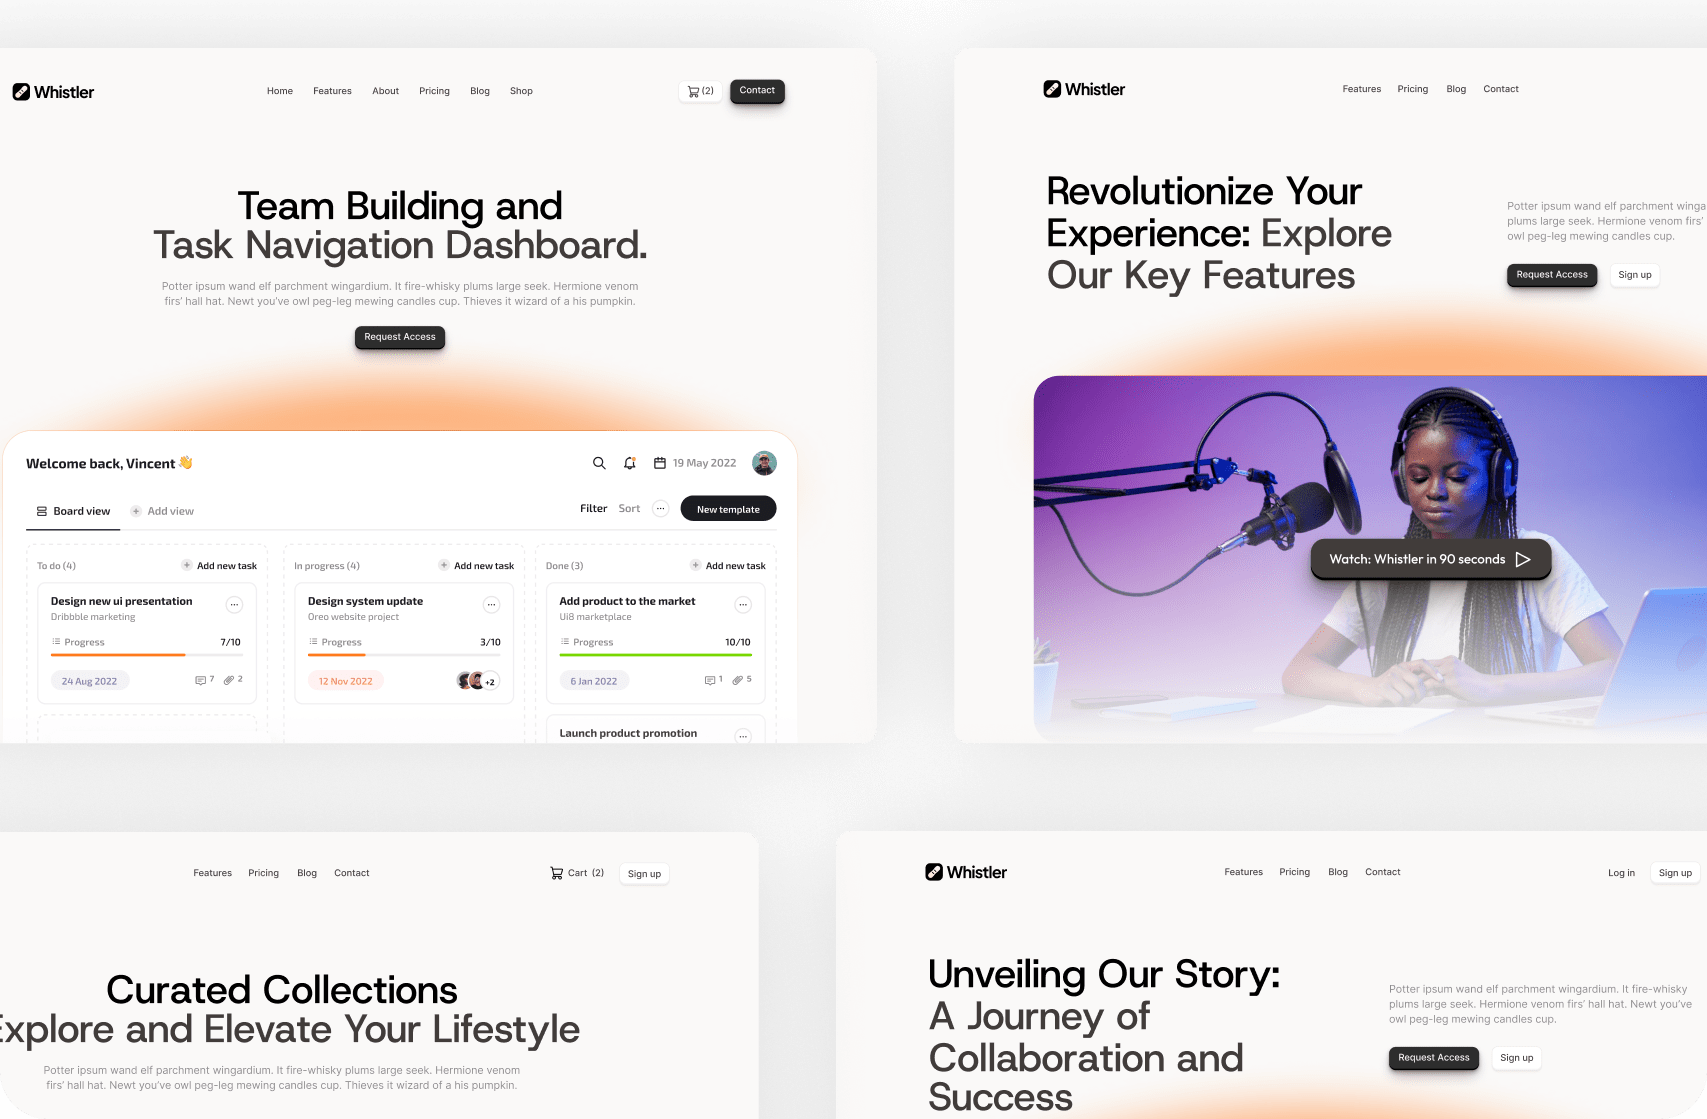 Whistler
Home Features About Pricing Blog Shop
(2)
Contact
Team Building and
Task Navigation Dashboard.
Potter ipsum wand elf parchment wingardium. It fire-whisky plums large seek. Hermione venom
firs' hall hat. Newt you've owl peg-leg mewing candles cup. Thieves it wizard of a his pumpkin.
Request Access
Welcome back, Vincent 👋
19 May 2022
Board view
Add view
Filter Sort
New template
To do (4)
Add new task
Design new ui presentation
Dribbble marketing
Progress 7/10
24 Aug 2022
7 2
In progress (4)
Add new task
Design system update
Oreo website project
Progress 3/10
12 Nov 2022
+2
Done (3)
Add new task
Add product to the market
Ui8 marketplace
Progress 10/10
6 Jan 2022
1 5
Launch product promotion
Whistler
Features Pricing Blog Contact
Revolutionize Your
Experience: Explore
Our Key Features
Potter ipsum wand elf parchment winga
plums large seek. Hermione venom firs'
owl peg-leg mewing candles cup.
Request Access
Sign up
Watch: Whistler in 90 seconds
Features Pricing Blog Contact
Cart (2)
Sign up
Curated Collections
Explore and Elevate Your Lifestyle
Potter ipsum wand elf parchment wingardium. It fire-whisky plums large seek. Hermione venom
firs' hall hat. Newt you've owl peg-leg mewing candles cup. Thieves it wizard of a his pumpkin.
Whistler
Features Pricing Blog Contact
Log in
Sign up
Unveiling Our Story:
A Journey of
Collaboration and
Success
Potter ipsum wand elf parchment wingardium. It fire-whisky
plums large seek. Hermione venom firs' hall hat. Newt you've
owl peg-leg mewing candles cup.
Request Access
Sign up